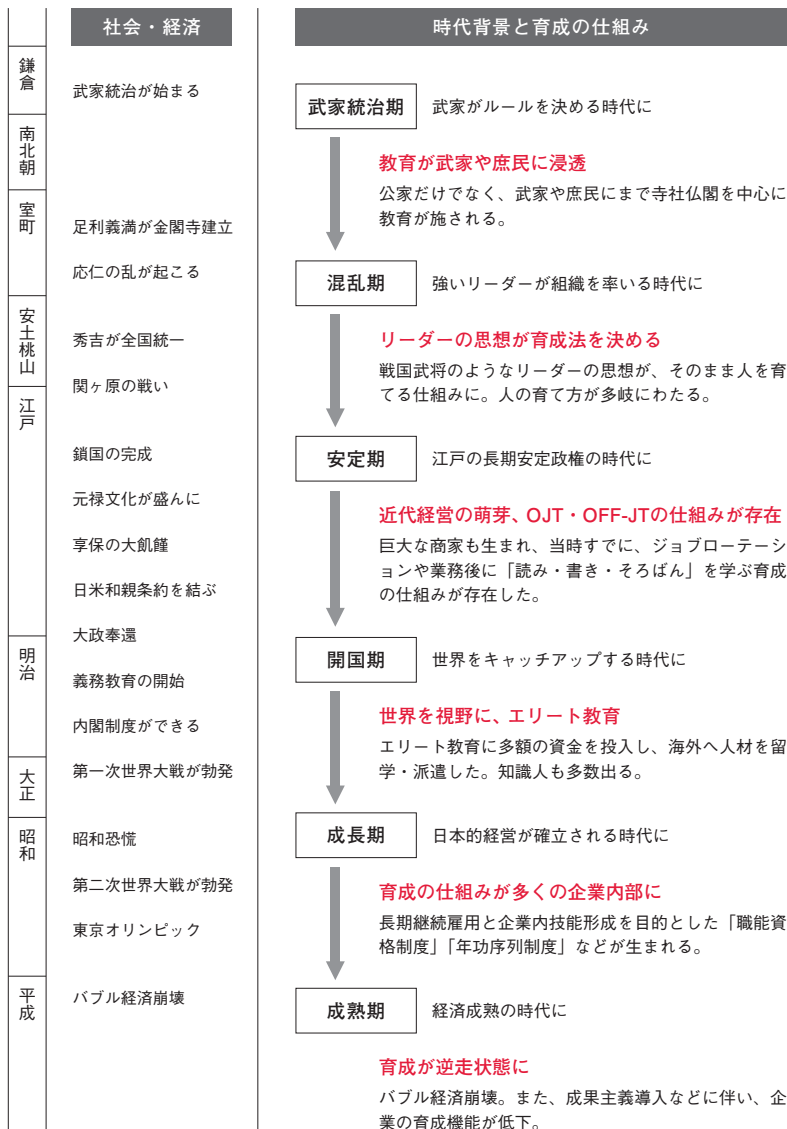 社会・経済
時代背景と育成の仕組み
鎌倉
南北朝
室町
安土桃山
江戸
明治
大正
昭和
平成
武家統治が始まる
足利義満が金閣寺建立
応仁の乱が起こる
秀吉が全国統一
関ヶ原の戦い
鎖国の完成
元禄文化が盛んに
享保の大飢饉
日米和親条約を結ぶ
大政奉還
義務教育の開始
内閣制度ができる
第一次世界大戦が勃発
昭和恐慌
第二次世界大戦が勃発
東京オリンピック
バブル経済崩壊
武家統治期 武家がルールを決める時代に
教育が武家や庶民に浸透
公家だけでなく、武家や庶民にまで寺社仏閣を中心に
教育が施される。
混乱期 強いリーダーが組織を率いる時代に
リーダーの思想が育成法を決める
戦国武将のようなリーダーの思想が、そのまま人を育
てる仕組みに。人の育て方が多岐にわたる。
安定期 江戸の長期安定政権の時代に
近代経営の萌芽、OJT・OFF-JTの仕組みが存在
巨大な商家も生まれ、当時すでに、ジョブローテーシ
ョンや業務後に「読み・書き・そろばん」を学ぶ育成
の仕組みが存在した。
開国期 世界をキャッチアップする時代に
世界を視野に、エリート教育
エリート教育に多額の資金を投入し、海外へ人材を留
学・派遣した。知識人も多数出る。
成長期 日本的経営が確立される時代に
育成の仕組みが多くの企業内部に
長期継続雇用と企業内技能形成を目的とした「職能資
格制度」「年功序列制度」などが生まれる。
成熟期 経済成熟の時代に
育成が逆走状態に
バブル経済崩壊。また、成果主義導入などに伴い、企
業の育成機能が低下。